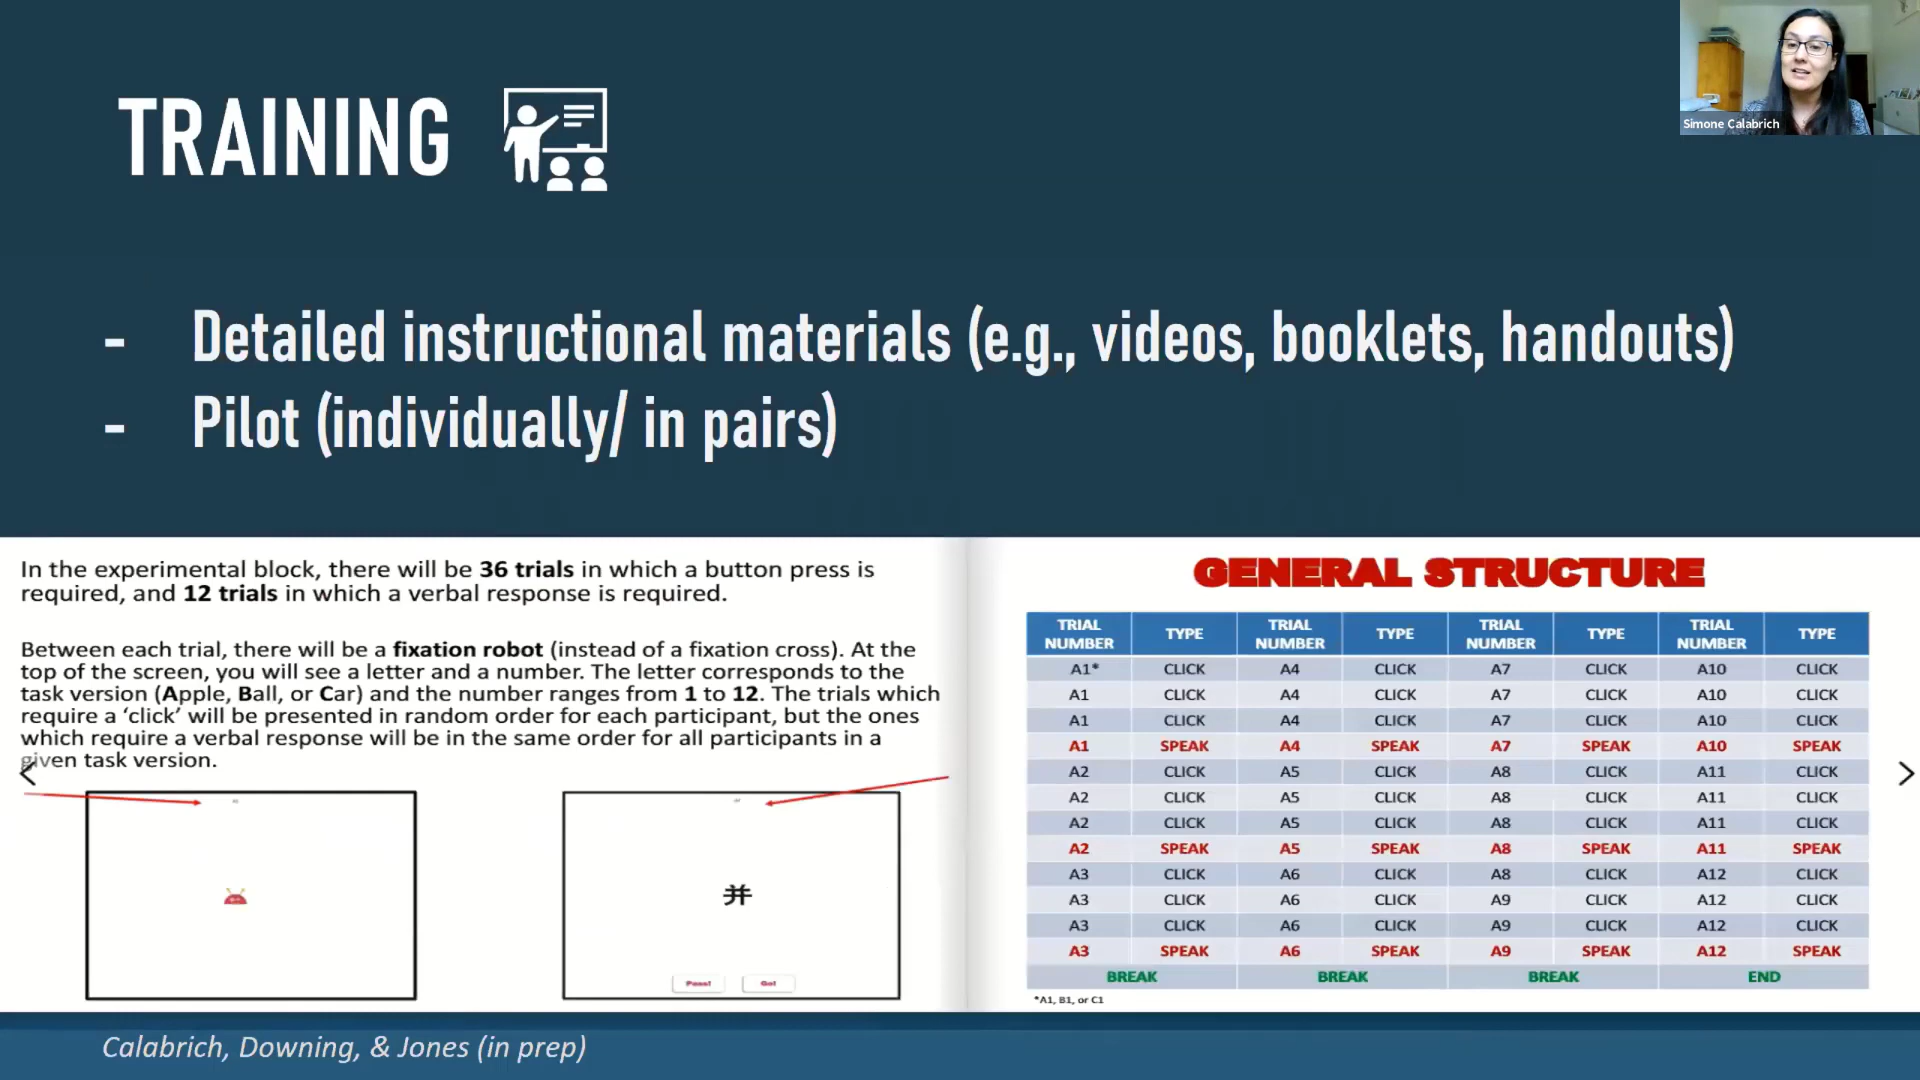 Simone Calabrich
TRAINING
- Detailed instructional materials (e.g., videos, booklets, handouts)
- Pilot (individually/ in pairs)
In the experimental block, there will be 36 trials in which a button press is
required, and 12 trials in which a verbal response is required.
Between each trial, there will be a fixation robot (instead of a fixation cross). At the
top of the screen, you will see a letter and a number. The letter corresponds to the
task version (Apple, Ball, or Car) and the number ranges from 1 to 12. The trials which
require a ‘click’ will be presented in random order for each participant, but the ones
which require a verbal response will be in the same order for all participants in a
given task version.
并
Pass! Go!
GENERAL STRUCTURE
TRIAL NUMBER TYPE TRIAL NUMBER TYPE TRIAL NUMBER TYPE TRIAL NUMBER TYPE
A1* CLICK A4 CLICK A7 CLICK A10 CLICK
A1 CLICK A4 CLICK A7 CLICK A10 CLICK
A1 CLICK A4 CLICK A7 CLICK A10 CLICK
A1 SPEAK A4 SPEAK A7 SPEAK A10 SPEAK
A2 CLICK A5 CLICK A8 CLICK A11 CLICK
A2 CLICK A5 CLICK A8 CLICK A11 CLICK
A2 CLICK A5 CLICK A8 CLICK A11 CLICK
A2 SPEAK A5 SPEAK A8 SPEAK A11 SPEAK
A3 CLICK A6 CLICK A8 CLICK A12 CLICK
A3 CLICK A6 CLICK A9 CLICK A12 CLICK
A3 CLICK A6 CLICK A9 CLICK A12 CLICK
A3 SPEAK A6 SPEAK A9 SPEAK A12 SPEAK
BREAK BREAK BREAK END
*A1, B1, or C1
Calabrich, Downing, & Jones (in prep)